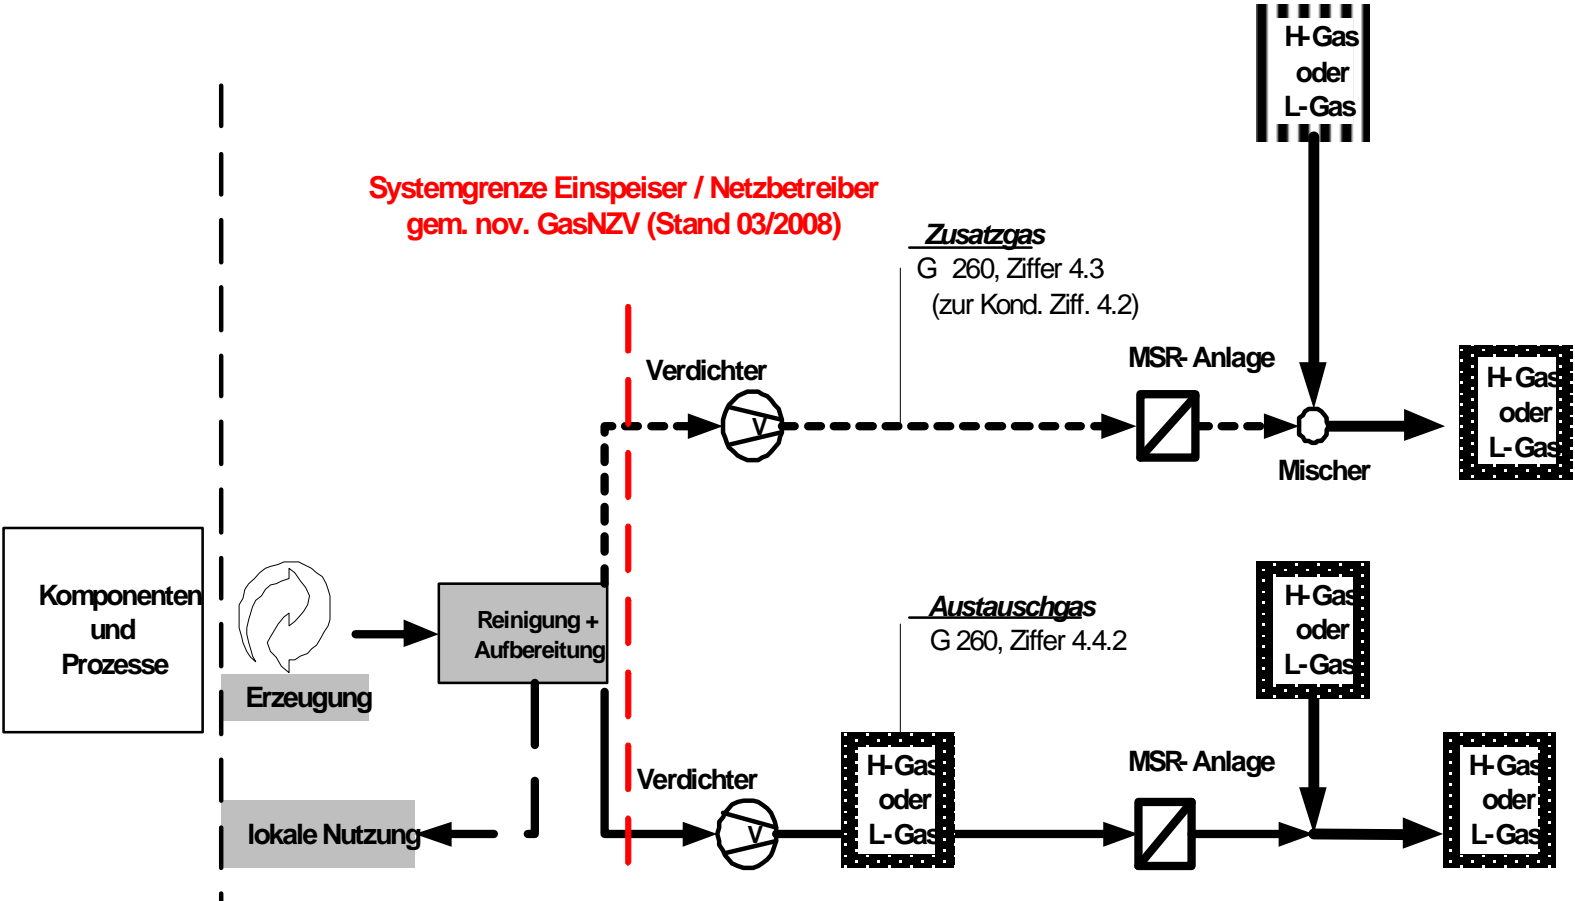 H-Gas
oder
L-Gas
Systemgrenze Einspeiser / Netzbetreiber
gem. nov. GasNZV (Stand 03/2008)
Zusatzgas
G 260, Ziffer 4.3
(zur Kond. Ziff. 4.2)
Verdichter
MSR-Anlage
V
H-Gas
oder
L-Gas
Mischer
Komponenten
und
Prozesse
Erzeugung
Reinigung +
Aufbereitung
Austauschgas
G 260, Ziffer 4.4.2
H-Gas
oder
L-Gas
lokale Nutzung
Verdichter
V
H-Gas
oder
L-Gas
MSR-Anlage
H-Gas
oder
L-Gas